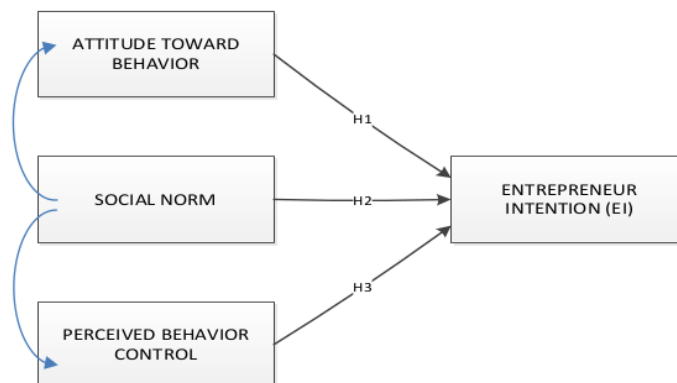 ATTITUDE TOWARD
BEHAVIOR
H1
SOCIAL NORM
H2
ENTREPRENEUR
INTENTION (EI)
H3
PERCEIVED BEHAVIOR
CONTROL